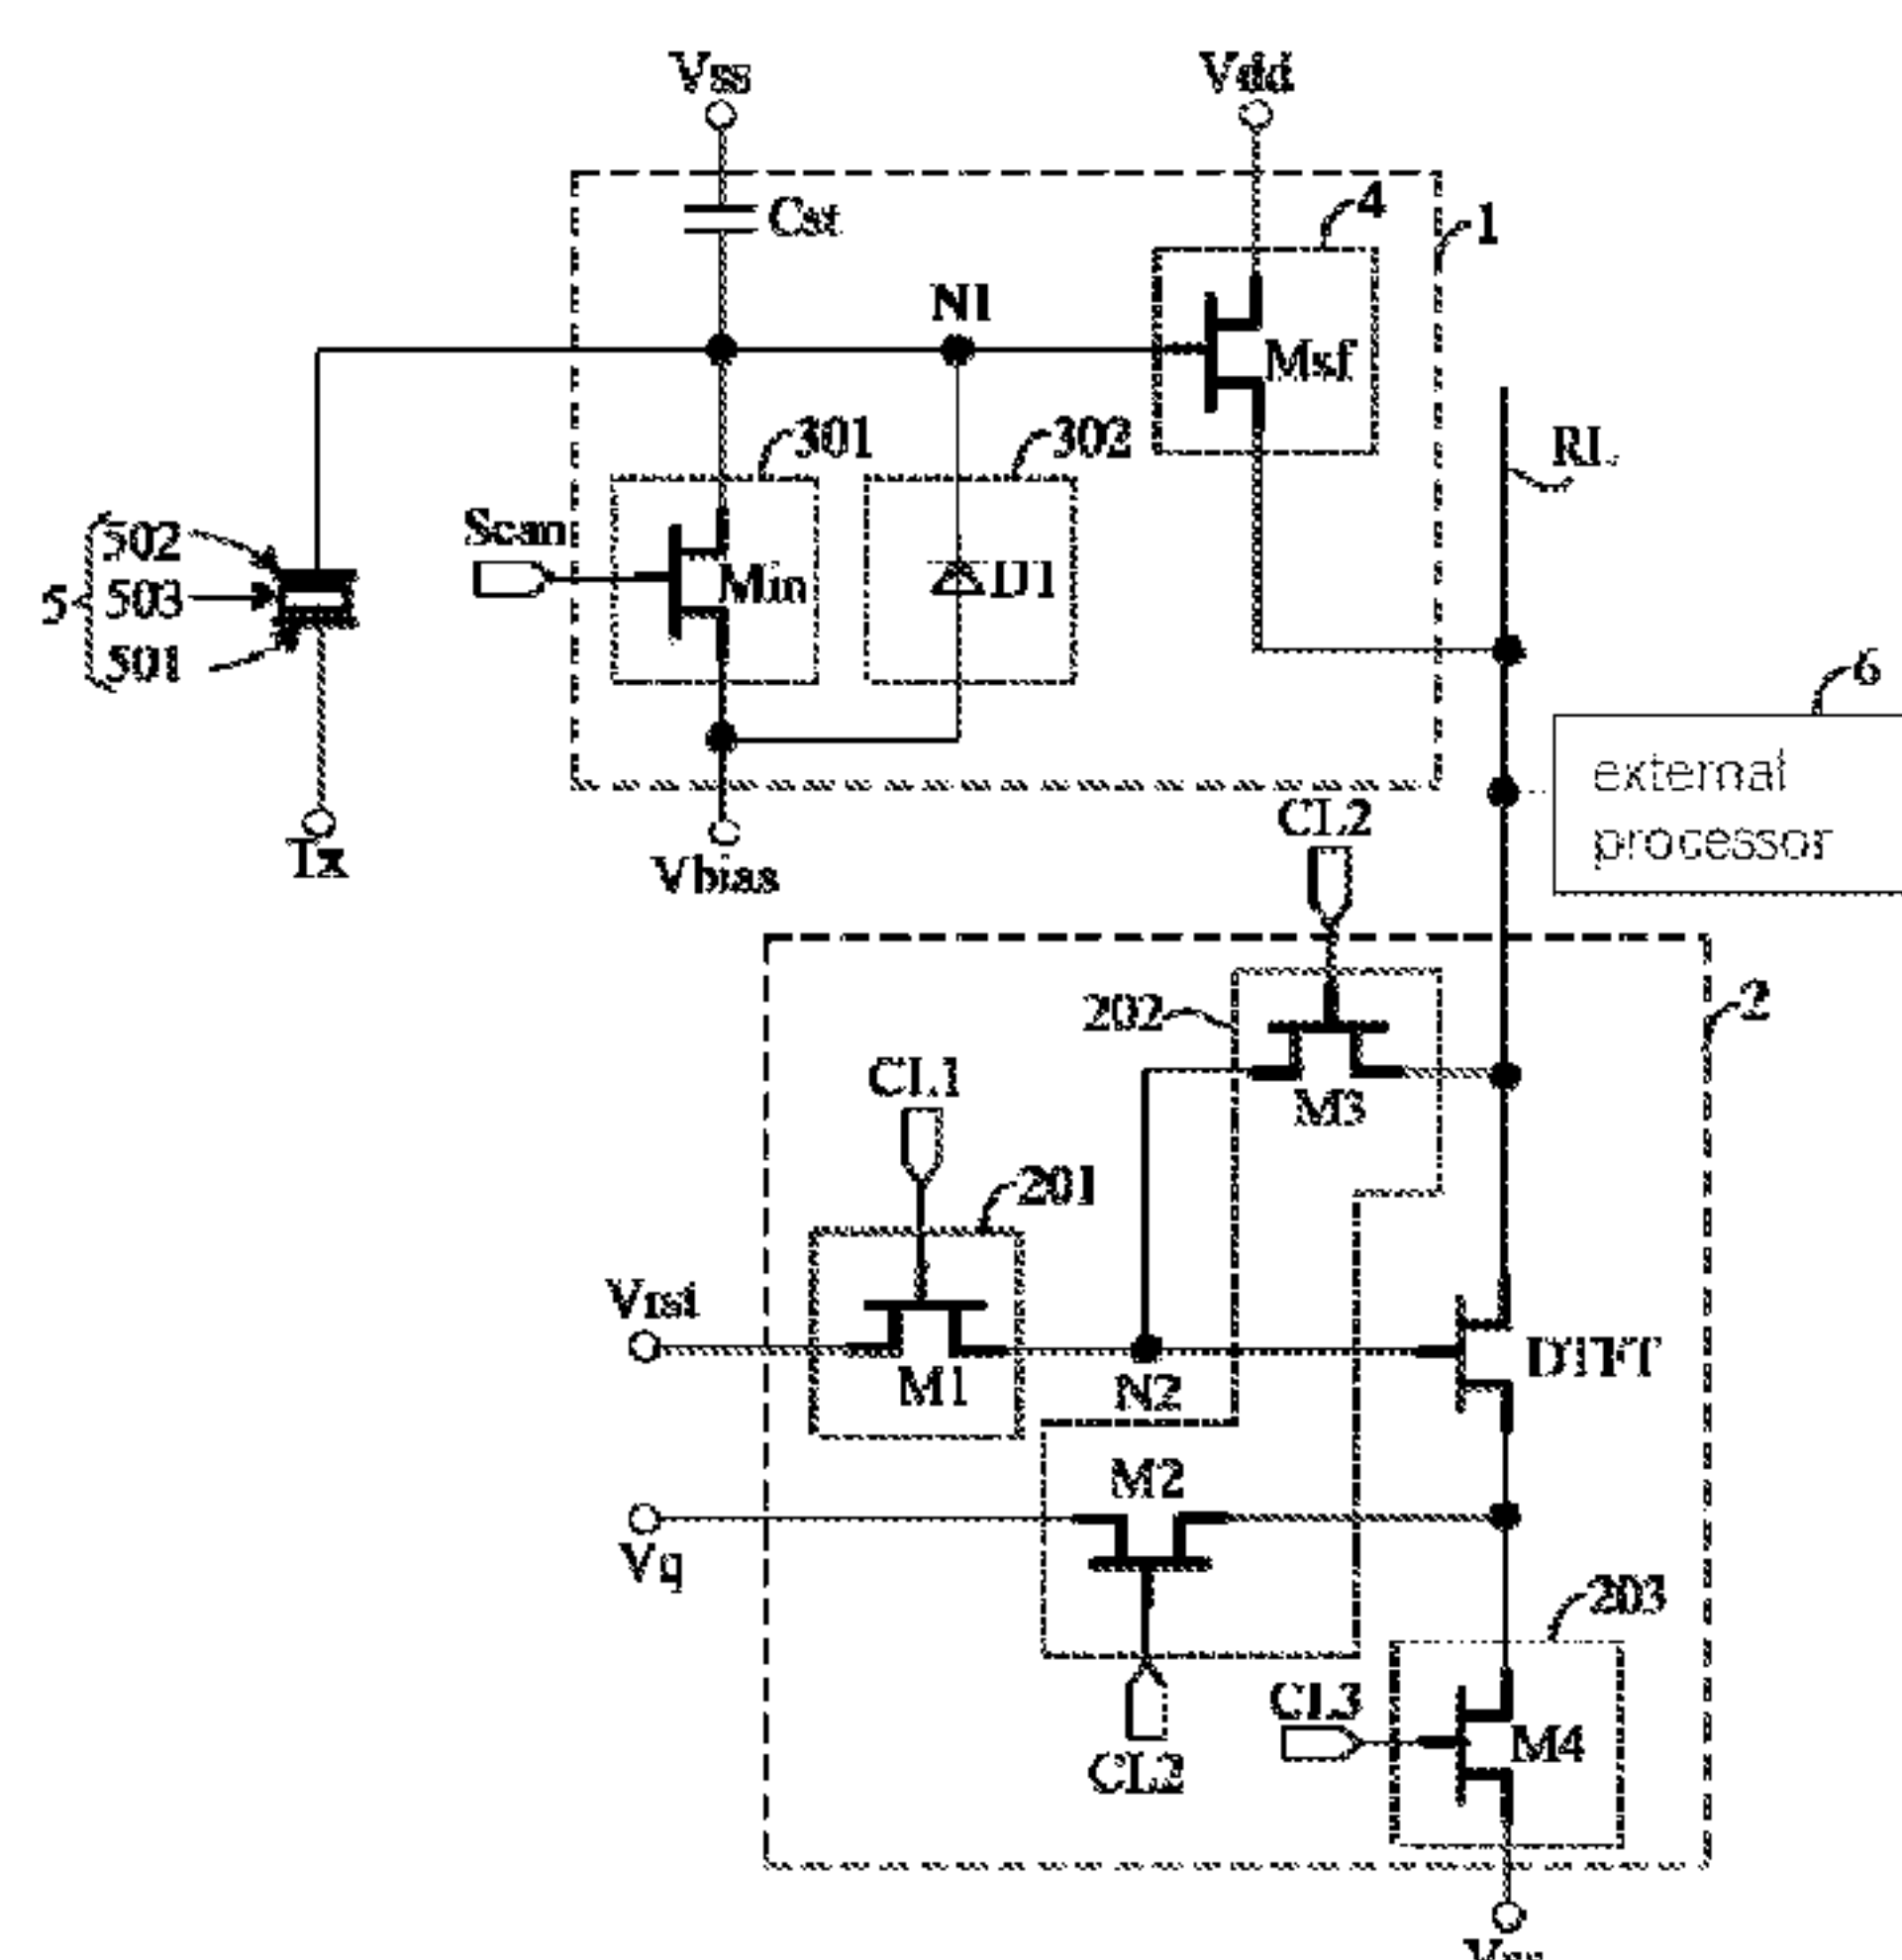 Vss
Vdd
Cst
4
1
N1
Msf
301
302
RL
Scan
502
Min
D1
5
503
501
6
external
processor
Tx
Vbias
CL2
202
2
CL1
M3
201
Vrst
DTFT
M1
N2
M2
Vq
203
CL3
M4
CL2